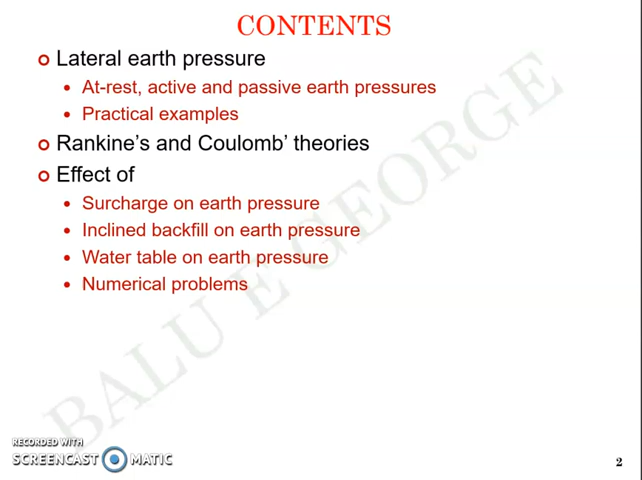 CONTENTS
Lateral earth pressure
At-rest, active and passive earth pressures
Practical examples
Rankine's and Coulomb' theories
Effect of
Surcharge on earth pressure
Inclined backfill on earth pressure
Water table on earth pressure
Numerical problems
BALU E GEORGE
RECORDED WITH
SCREENCAST MATIC
2